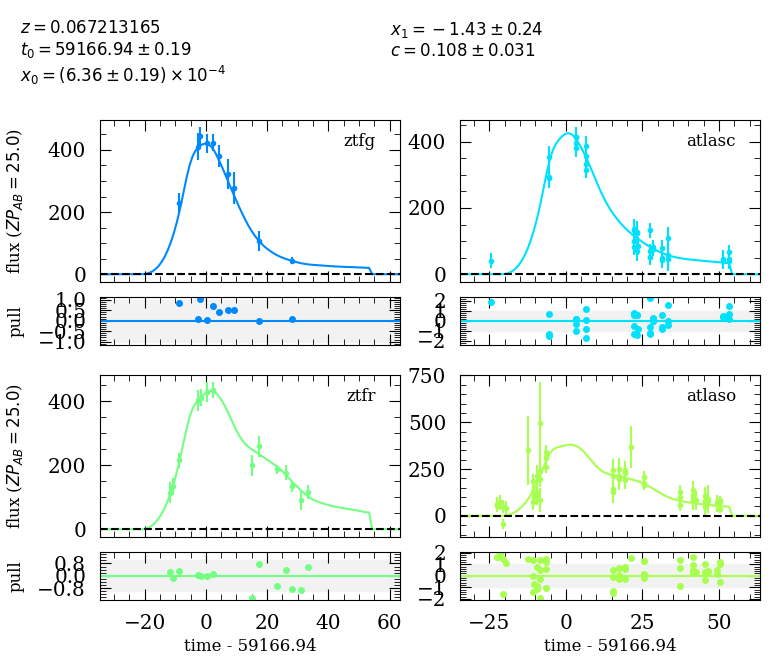 z = 0.067213165
t₀ = 59166.94 ± 0.19
x₀ = (6.36 ± 0.19) × 10⁻⁴
x₁ = −1.43 ± 0.24
c = 0.108 ± 0.031
flux (ZP_AB = 25.0)
400
200
0
ztfg
400
200
0
atlasc
pull
1.0
0.5
0.0
−0.5
−1.0
2
1
0
−1
−2
flux (ZP_AB = 25.0)
400
200
0
ztfr
750
500
250
0
atlaso
pull
0.8
0.0
−0.8
2
1
0
−1
−2
−20 0 20 40 60
time - 59166.94
−25 0 25 50
time - 59166.94